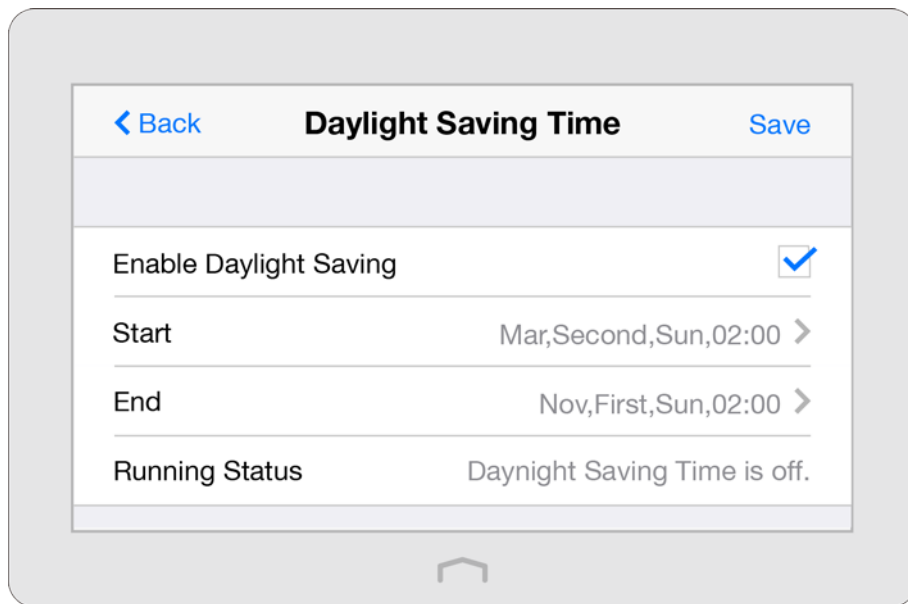 Back Daylight Saving Time Save
Enable Daylight Saving
Start Mar,Second,Sun,02:00
End Nov,First,Sun,02:00
Running Status Daynight Saving Time is off.